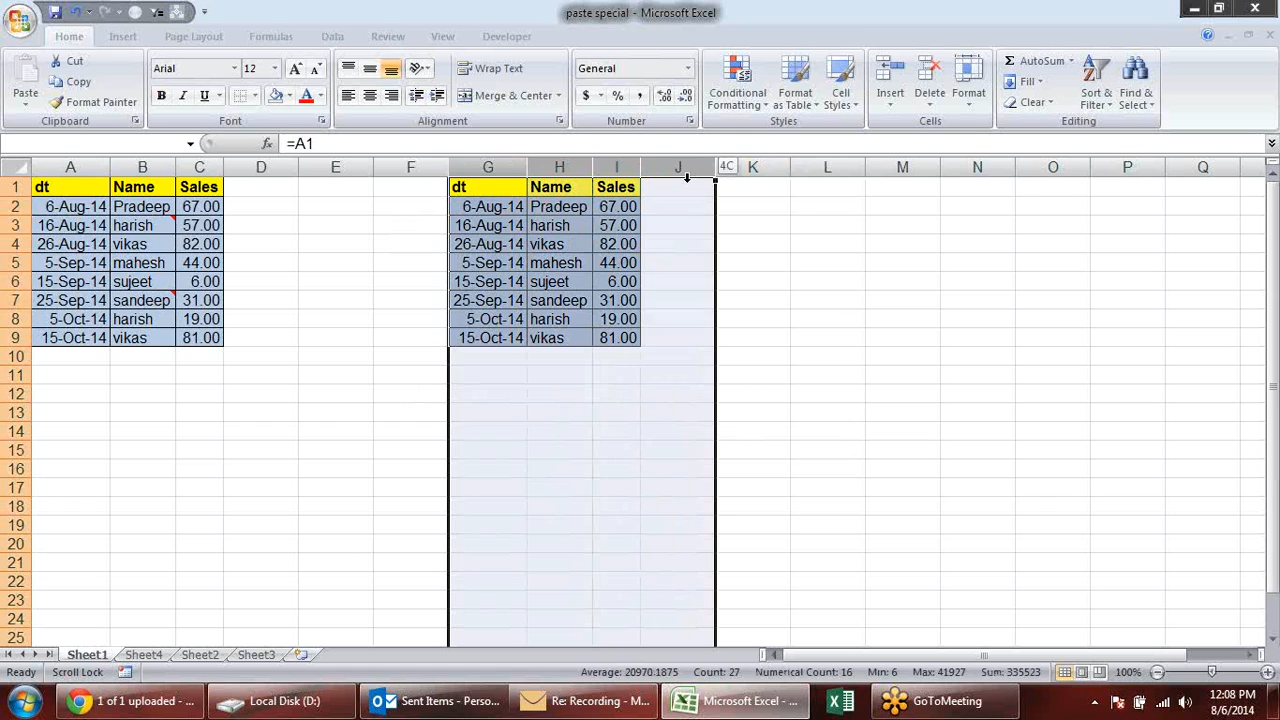 paste special - Microsoft Excel
Home Insert Page Layout Formulas Data Review View Developer
Cut
Copy
Format Painter
Paste
Clipboard
Arial 12
B I U
Font
Wrap Text
Merge & Center
Alignment
General
$ % ,
Number
Conditional Formatting
Format as Table
Cell Styles
Styles
Insert Delete Format
Cells
AutoSum
Fill
Clear
Sort & Filter
Find & Select
Editing
fx =A1
A B C D E F G H I J 4C K L M N O P Q
1 dt Name Sales dt Name Sales
2 6-Aug-14 Pradeep 67.00 6-Aug-14 Pradeep 67.00
3 16-Aug-14 harish 57.00 16-Aug-14 harish 57.00
4 26-Aug-14 vikas 82.00 26-Aug-14 vikas 82.00
5 5-Sep-14 mahesh 44.00 5-Sep-14 mahesh 44.00
6 15-Sep-14 sujeet 6.00 15-Sep-14 sujeet 6.00
7 25-Sep-14 sandeep 31.00 25-Sep-14 sandeep 31.00
8 5-Oct-14 harish 19.00 5-Oct-14 harish 19.00
9 15-Oct-14 vikas 81.00 15-Oct-14 vikas 81.00
10
11
12
13
14
15
16
17
18
19
20
21
22
23
24
25
Sheet1 Sheet4 Sheet2 Sheet3
Ready Scroll Lock Average: 20970.1875 Count: 27 Numerical Count: 16 Min: 6 Max: 41927 Sum: 335523 100%
1 of 1 uploaded - ... Local Disk (D:) Sent Items - Perso... Re: Recording - M... Microsoft Excel - ... GoToMeeting
12:08 PM
8/6/2014